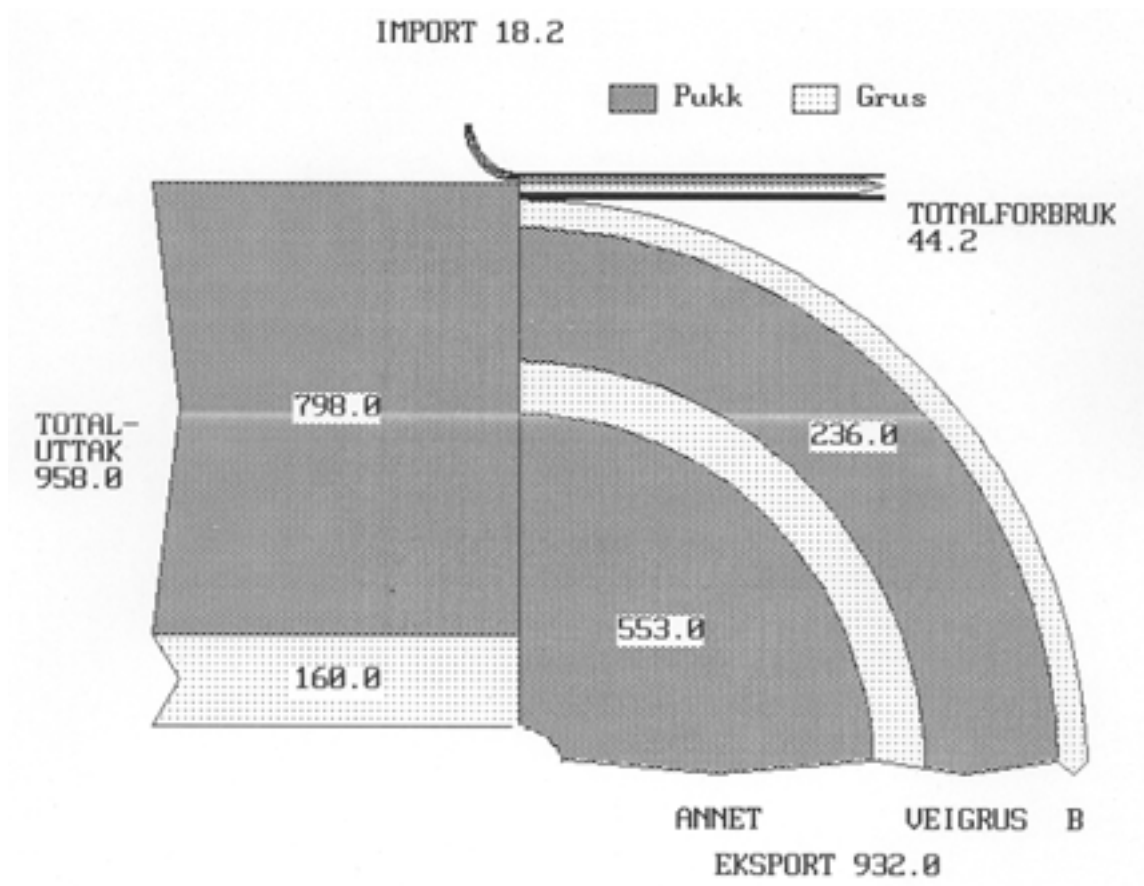 IMPORT 18.2
Pukk Grus
TOTALFORBRUK
44.2
798.0
236.0
TOTAL-
UTTAK
958.0
553.0
160.0
ANNET VEIGRUS B
EKSPORT 932.0